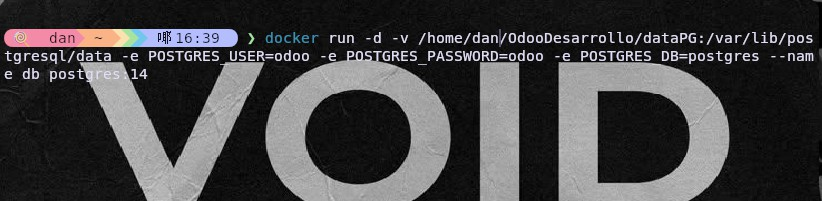 dan ~ 16:39 ❯ docker run -d -v /home/dan/OdooDesarrollo/dataPG:/var/lib/pos
tgresql/data -e POSTGRES_USER=odoo -e POSTGRES_PASSWORD=odoo -e POSTGRES_DB=postgres --nam
e db postgres:14
VOID